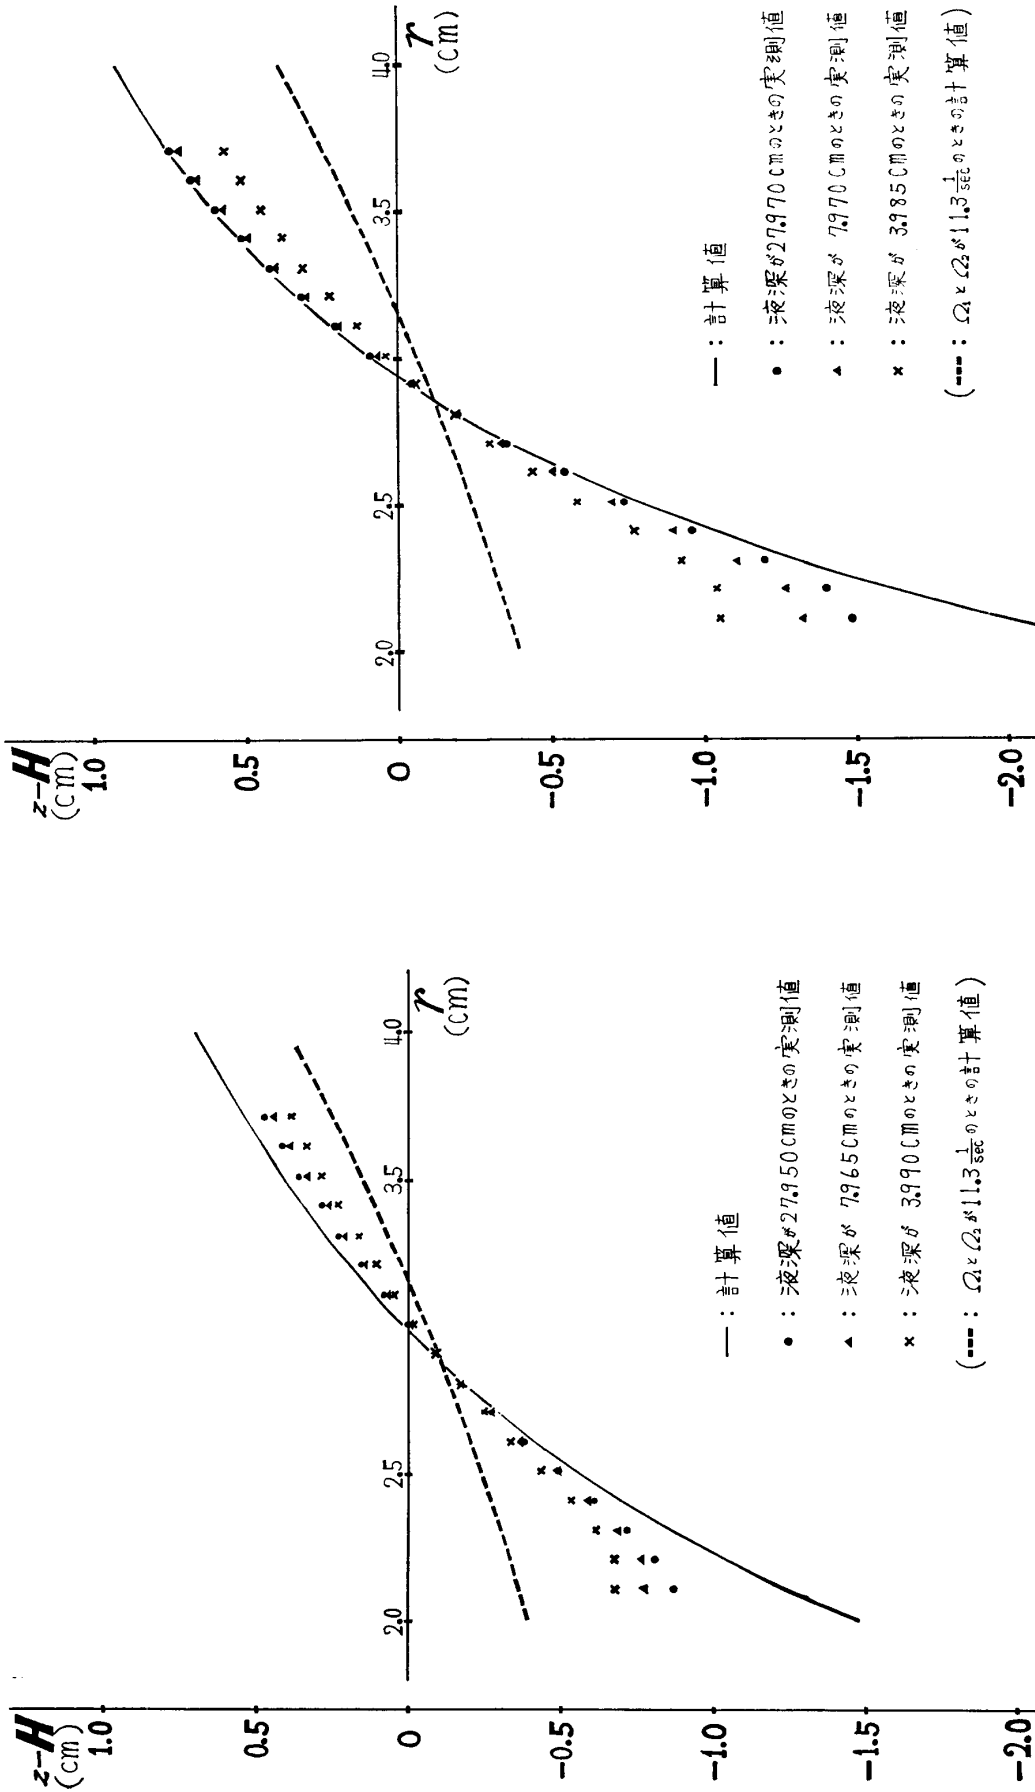 z-H
(cm)
1.0
0.5
0
-0.5
-1.0
-1.5
-2.0
2.0
2.5
3.5
4.0
r
(cm)
—：計算値
●：液深が27.950cmのときの実測値
▲：液深が 7.965cmのときの実測値
×：液深が 3.990cmのときの実測値
(---：Ω₁とΩ₂が11.3 1/secのときの計算値)
z-H
(cm)
1.0
0.5
0
-0.5
-1.0
-1.5
-2.0
2.0
2.5
3.5
4.0
r
(cm)
—：計算値
●：液深が27.970cmのときの実測値
▲：液深が 7.970cmのときの実測値
×：液深が 3.985cmのときの実測値
(---：Ω₁とΩ₂が11.3 1/secのときの計算値)